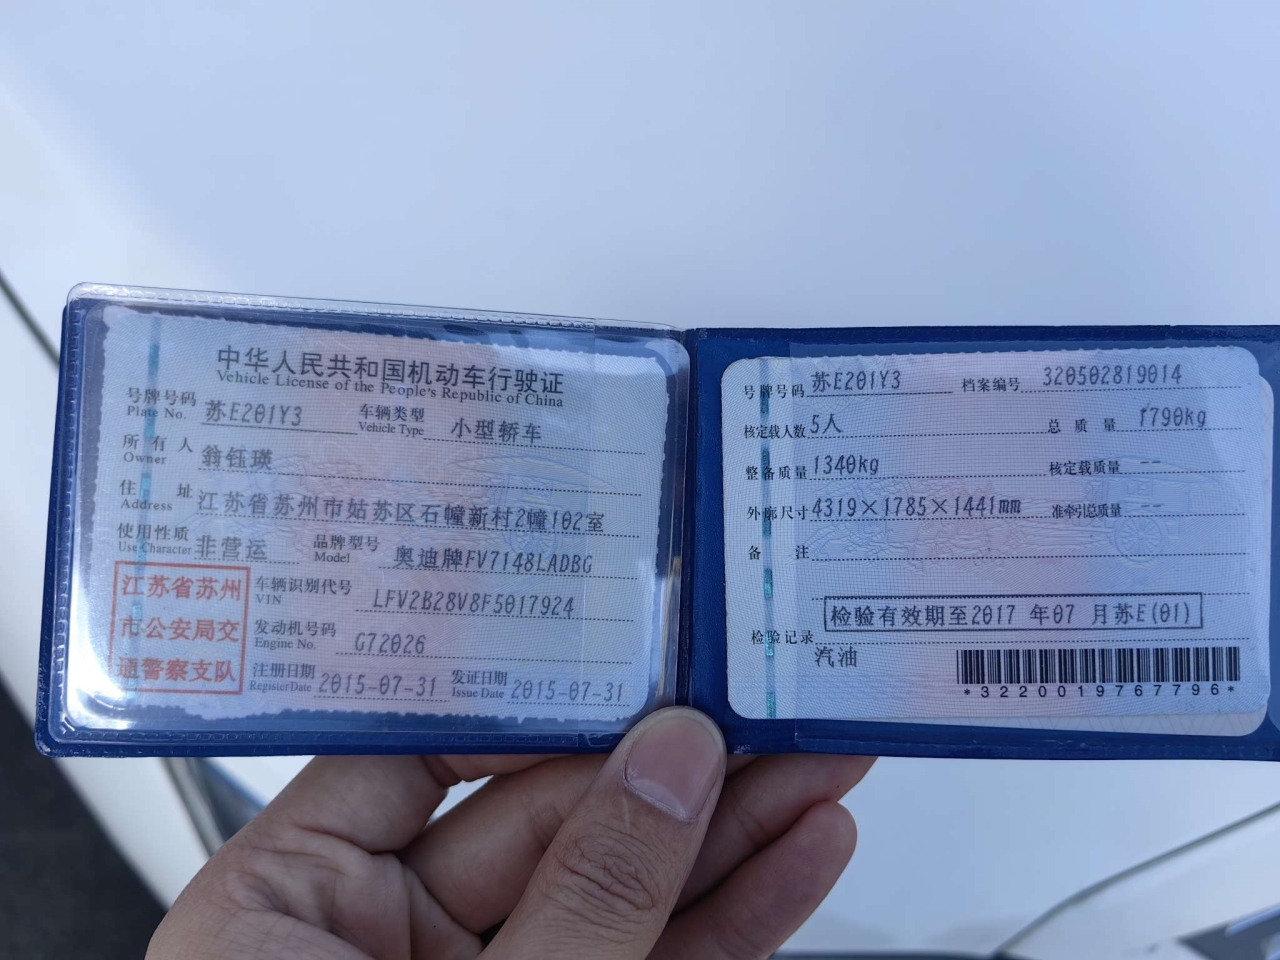 中华人民共和国机动车行驶证
Vehicle License of the People's Republic of China
号牌号码 苏E201Y3 车辆类型 小型轿车
Plate No. Vehicle Type
所有人 翁钰瑛
Owner
住址 江苏省苏州市姑苏区石幢新村2幢102室
Address
使用性质 非营运 品牌型号 奥迪牌FV7148LADBG
Use Character Model
江苏省苏州
市公安局交
通警察支队
车辆识别代号 LFV2B28V8F5017924
VIN
发动机号码 G72026
Engine No.
注册日期 2015-07-31 发证日期 2015-07-31
Register Date Issue Date
号牌号码 苏E201Y3 档案编号 320502819014
核定载人数 5人 总质量 1790kg
整备质量 1340kg 核定载质量 --
外廓尺寸 4319×1785×1441mm 准牵引总质量 --
备注
检验有效期至2017 年07 月苏E(01)
检验记录
汽油
*3220019767796*